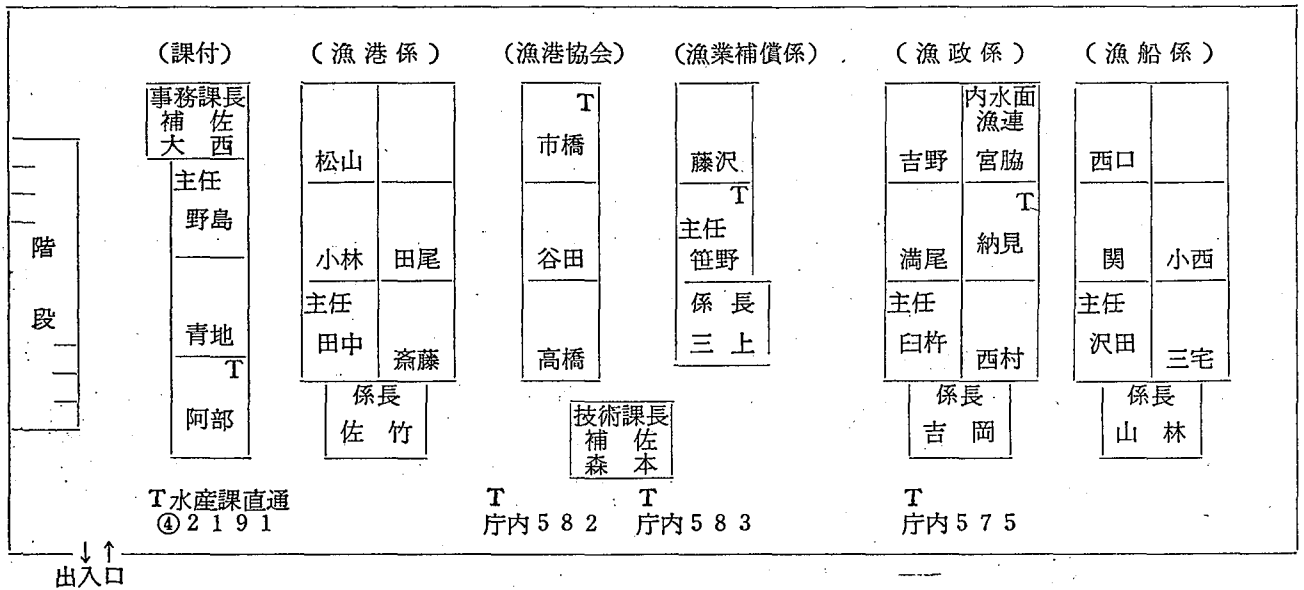 （課付）
（漁港係）
（漁港協会）
（漁業補償係）
（漁政係）
（漁船係）
事務課長
補佐
大西
主任
野島
青地
T
阿部
松山
小林
田尾
主任
田中
斎藤
係長
佐竹
T
市橋
谷田
高橋
技術課長
補佐
森本
藤沢
T
主任
笹野
係長
三上
内水面
漁連
吉野
宮脇
T
満尾
納見
主任
臼杵
西村
係長
吉岡
西口
関
小西
主任
沢田
三宅
係長
山林
階段
T水産課直通
④2191
T
庁内582
T
庁内583
T
庁内575
↓↑
出入口